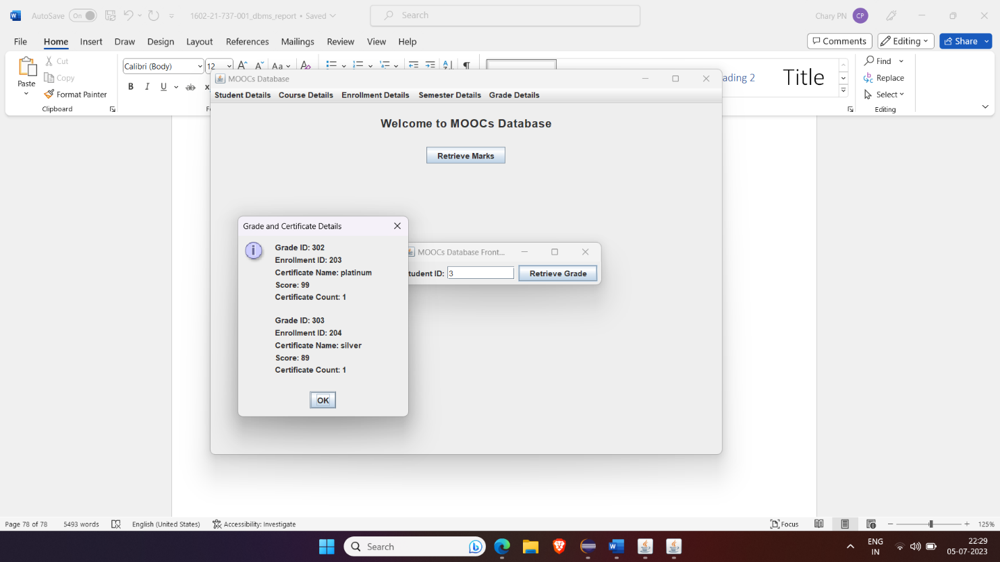 AutoSave On 1602-21-737-001_dbms_report • Saved Search Chary PN CP
File Home Insert Draw Design Layout References Mailings Review View Help Comments Editing Share
Paste Cut Copy Format Painter
Clipboard
Calibri (Body) 12 Aa
B I U ab
ading 2 Title
Find
Replace
Select
Editing
MOOCs Database
Student Details Course Details Enrollment Details Semester Details Grade Details
Welcome to MOOCs Database
Retrieve Marks
Grade and Certificate Details
Grade ID: 302
Enrollment ID: 203
Certificate Name: platinum
Score: 99
Certificate Count: 1
Grade ID: 303
Enrollment ID: 204
Certificate Name: silver
Score: 89
Certificate Count: 1
OK
MOOCs Database Front...
tudent ID: 3 Retrieve Grade
Page 78 of 78 5493 words English (United States) Accessibility: Investigate Focus 125%
Search ENG 22:29
IN 05-07-2023